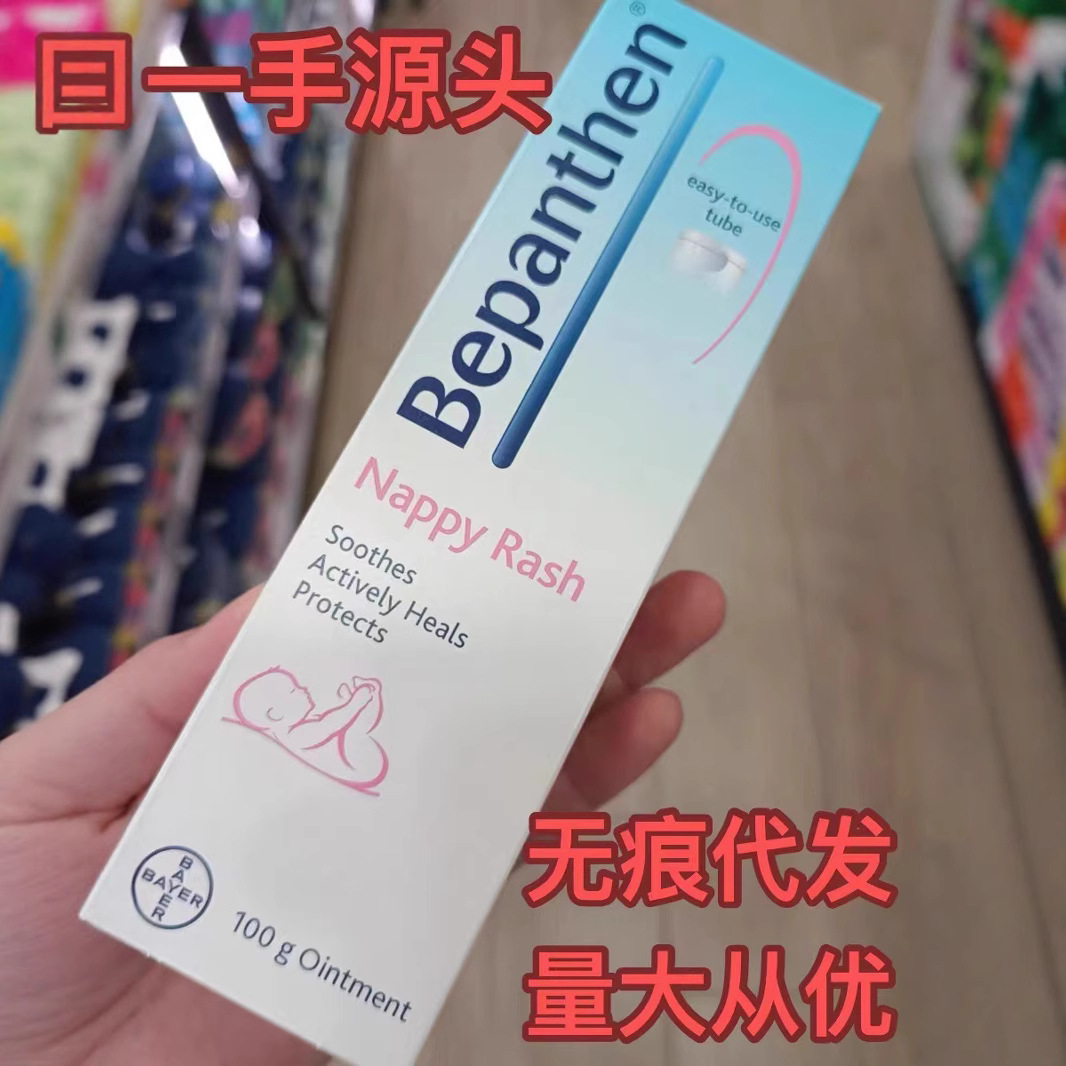 日一手源头
Bepanthen
easy-to-use
tube
Nappy Rash
Soothes
Actively Heals
Protects
BAYER
BAYER
100 g Ointment
无痕代发
量大从优